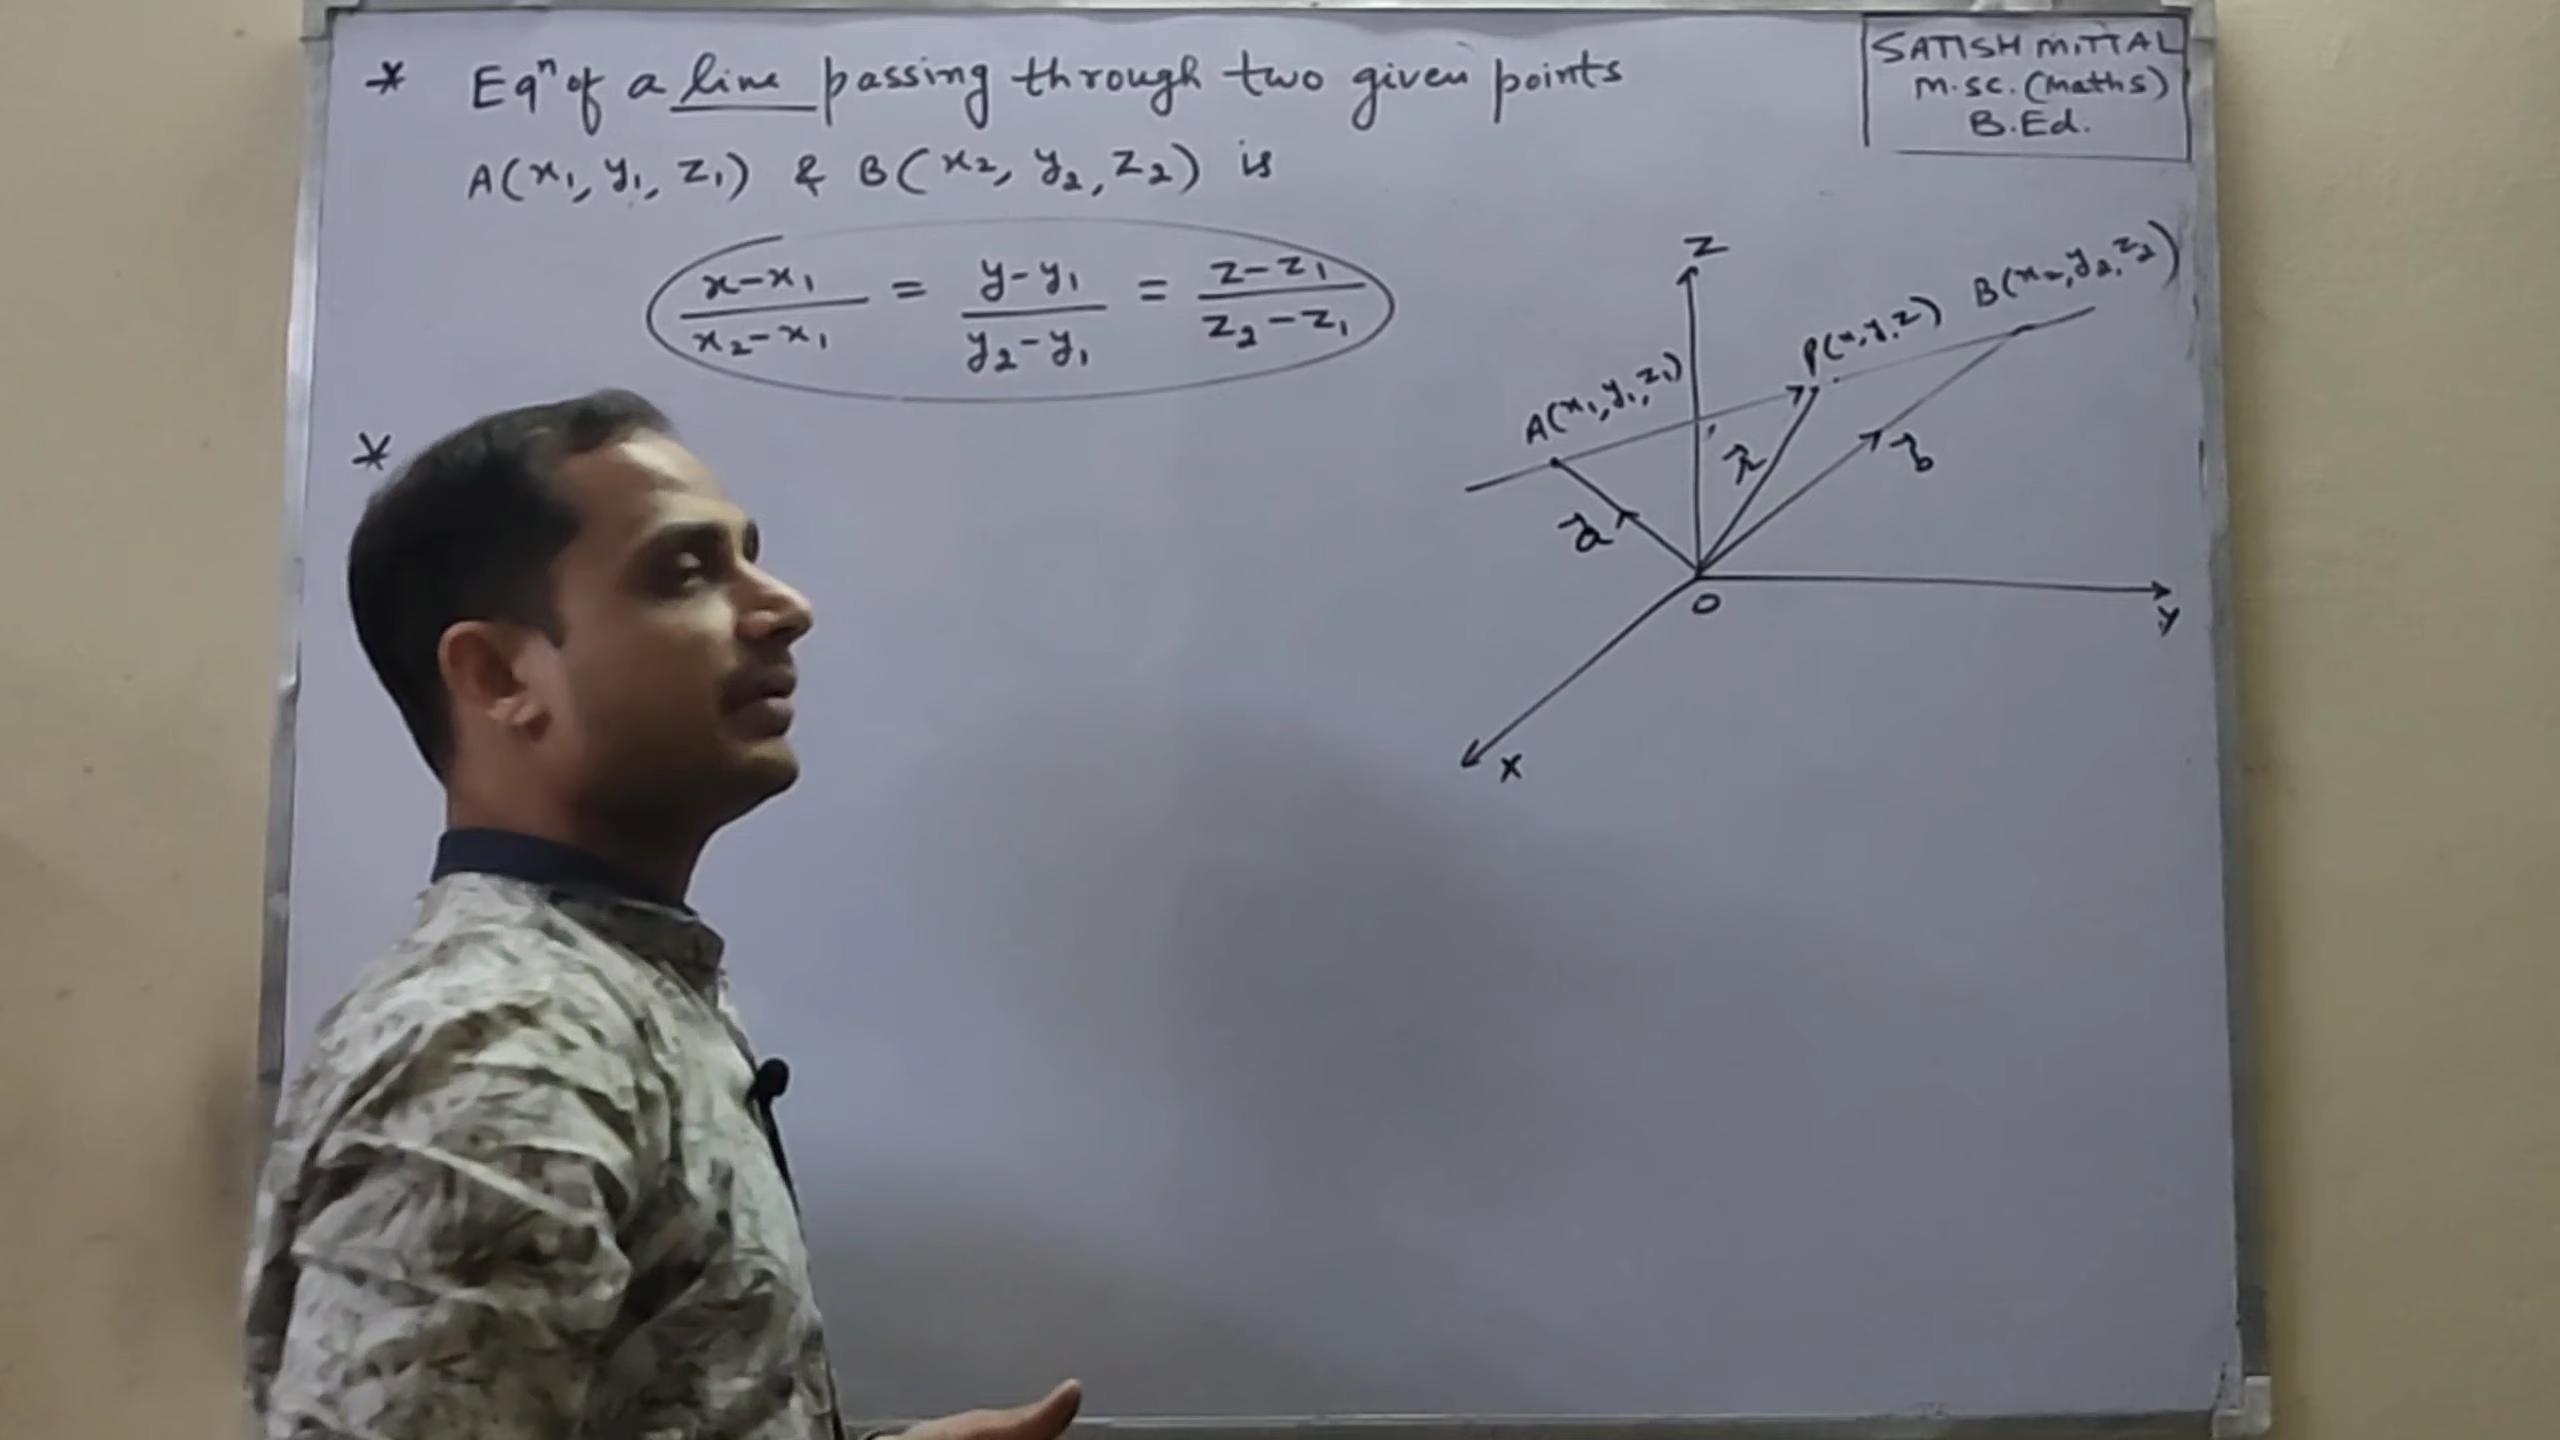 * Eqⁿ of a line passing through two given points
A(x₁, y₁, z₁) & B(x₂, y₂, z₂) is
(x-x₁)/(x₂-x₁) = (y-y₁)/(y₂-y₁) = (z-z₁)/(z₂-z₁)
*
SATISH MITTAL
M.SC. (Maths)
B.Ed.
Z
B(x₂, y₂, z₂)
P(x, y, z)
A(x₁, y₁, z₁)
r⃗
b⃗
a⃗
O
Y
X